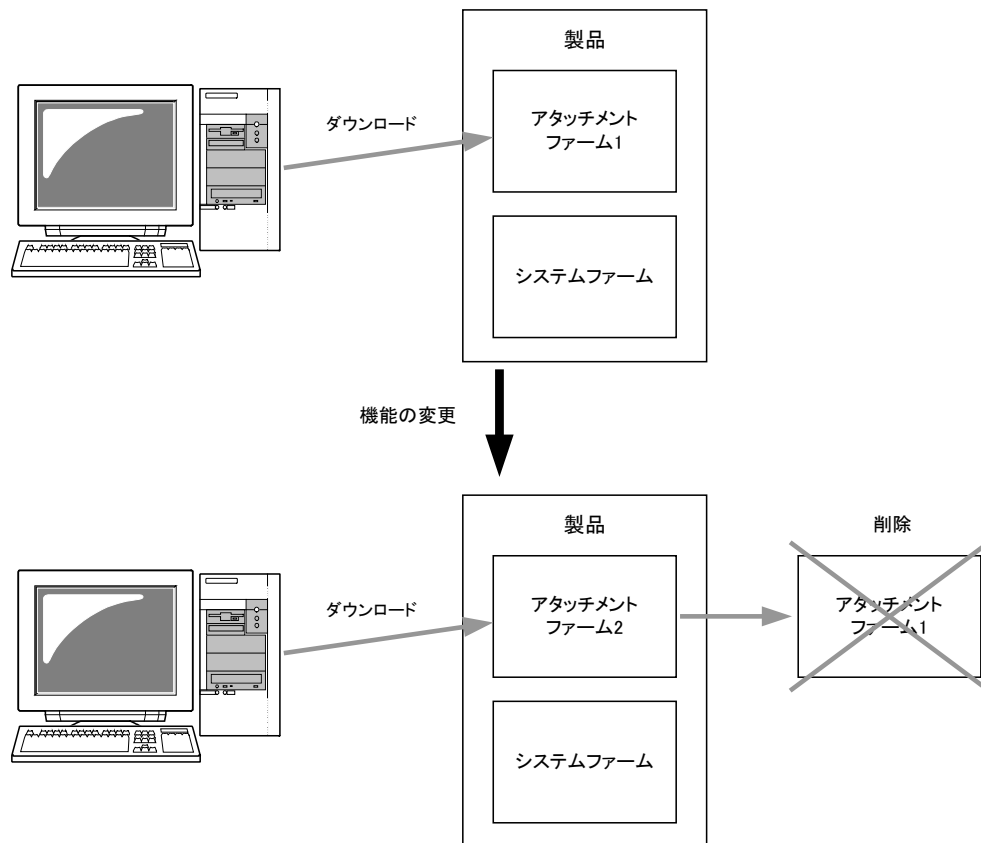 製品
アタッチメント
ファーム1
ダウンロード
システムファーム
機能の変更
製品
削除
アタッチメント
ファーム2
ダウンロード
アタッチメント
ファーム1
システムファーム